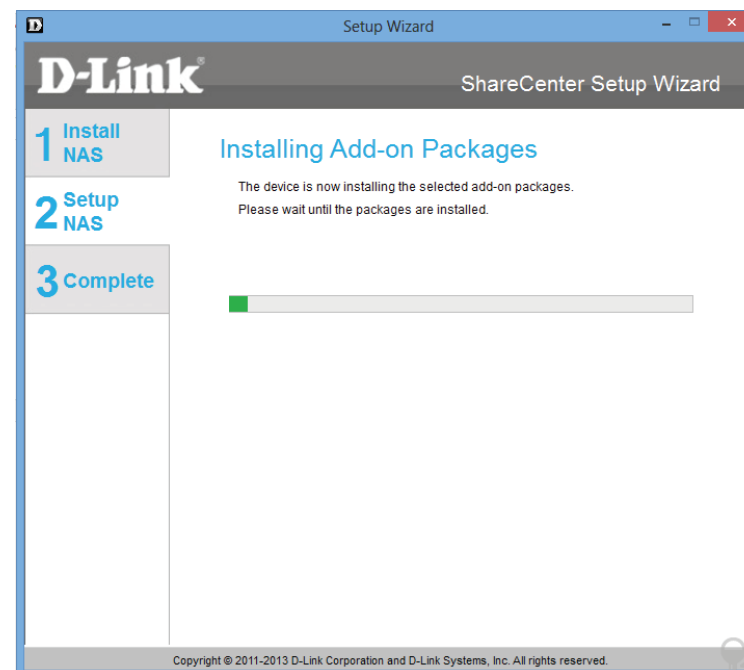 D
Setup Wizard
D-Link®
ShareCenter Setup Wizard
1 Install
NAS
2 Setup
NAS
3 Complete
Installing Add-on Packages
The device is now installing the selected add-on packages.
Please wait until the packages are installed.
Copyright © 2011-2013 D-Link Corporation and D-Link Systems, Inc. All rights reserved.